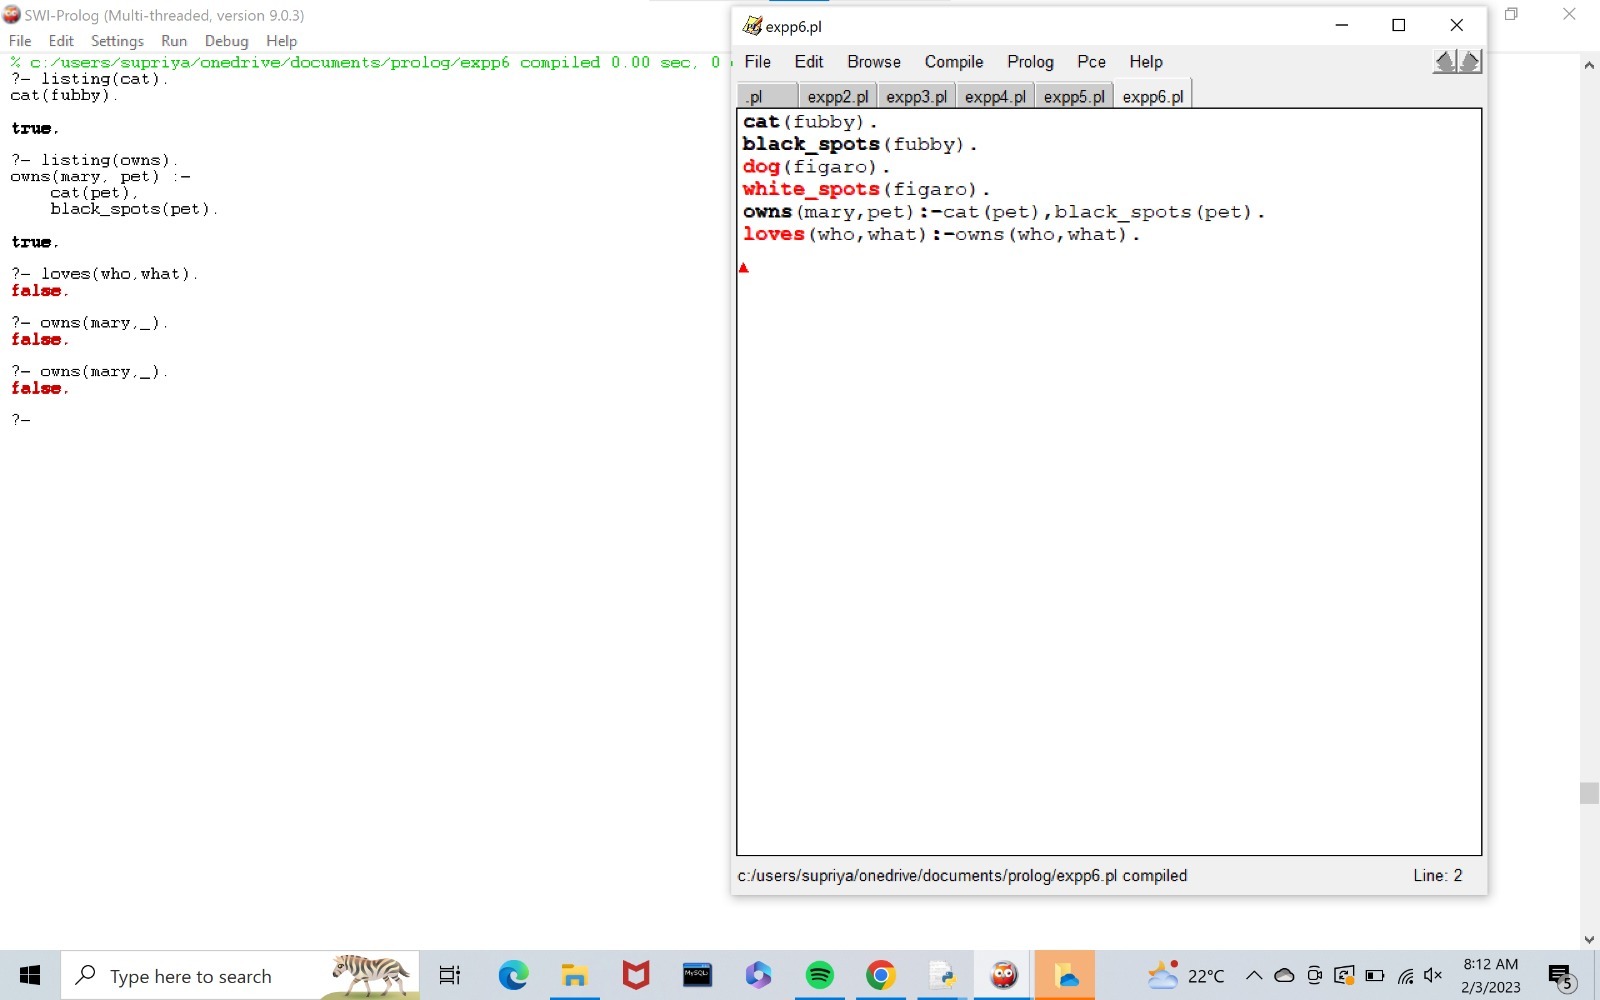 SWI-Prolog (Multi-threaded, version 9.0.3)
File Edit Settings Run Debug Help
% c:/users/supriya/onedrive/documents/prolog/expp6 compiled 0.00 sec, 0
?- listing(cat).
cat(fubby).
true.
?- listing(owns).
owns(mary, pet) :-
    cat(pet),
    black_spots(pet).
true.
?- loves(who,what).
false.
?- owns(mary,_).
false.
?- owns(mary,_).
false.
?-
expp6.pl
File Edit Browse Compile Prolog Pce Help
.pl expp2.pl expp3.pl expp4.pl expp5.pl expp6.pl
cat(fubby).
black_spots(fubby).
dog(figaro).
white_spots(figaro).
owns(mary,pet):-cat(pet),black_spots(pet).
loves(who,what):-owns(who,what).
c:/users/supriya/onedrive/documents/prolog/expp6.pl compiled Line: 2
Type here to search
MySQL
22°C
8:12 AM
2/3/2023
5